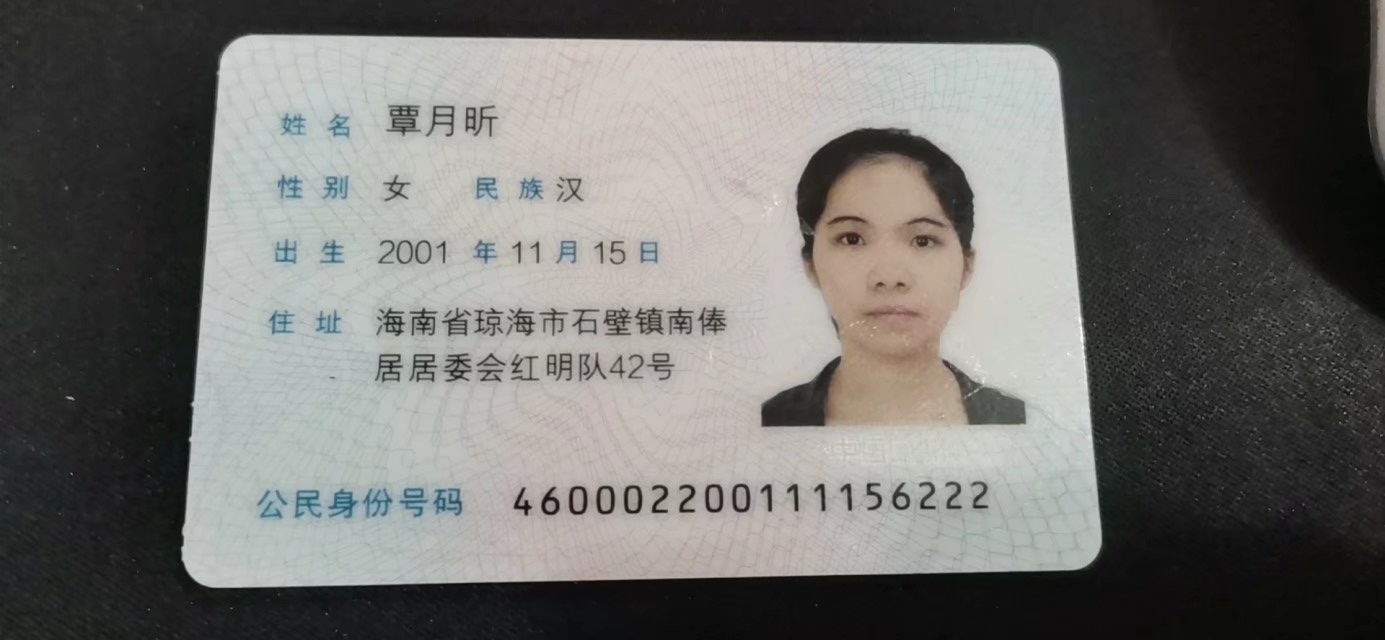 姓名 覃月昕
性别 女 民族 汉
出生 2001 年 11 月 15 日
住址 海南省琼海市石壁镇南俸
居居委会红明队42号
公民身份号码 460002200111156222